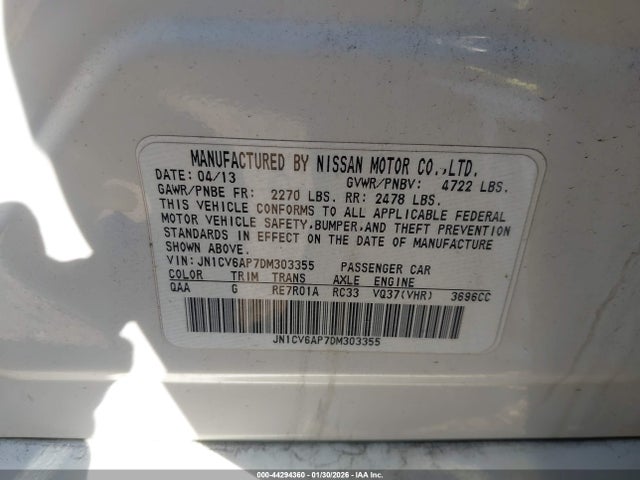 MANUFACTURED BY NISSAN MOTOR CO.,LTD.
DATE: 04/13 GVWR/PNBV: 4722 LBS.
GAWR/PNBE FR: 2270 LBS. RR: 2478 LBS.
THIS VEHICLE CONFORMS TO ALL APPLICABLE FEDERAL
MOTOR VEHICLE SAFETY, BUMPER, AND THEFT PREVENTION
STANDARDS IN EFFECT ON THE DATE OF MANUFACTURE
SHOWN ABOVE.
VIN: JN1CV6AP7DM303355 PASSENGER CAR
COLOR TRIM TRANS AXLE ENGINE
QAA G RE7R01A RC33 VQ37(VHR) 3696CC
JN1CV6AP7DM303355
000-44294360 - 01/30/2026 - IAA Inc.